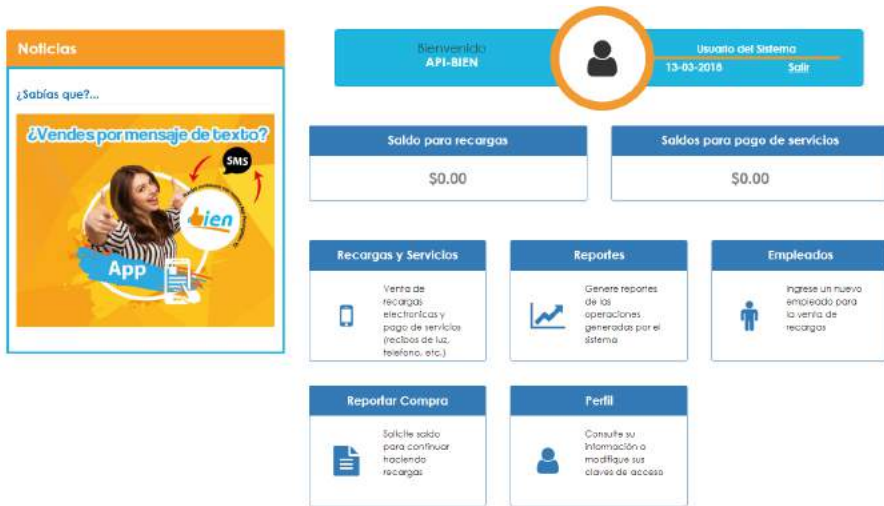 Noticias
¿Sabías que?...
¿Vendes por mensaje de texto?
SMS
bien
App
Bienvenido
API-BIEN
Usuario del Sistema
13-03-2018
Salir
Saldo para recargas
$0.00
Saldos para pago de servicios
$0.00
Recargas y Servicios
Venta de
recargas
electronicas y
pago de servicios
(recibos de luz,
telefono, etc.)
Reportes
Genere reportes
de las
operaciones
generadas por el
sistema
Empleados
Ingrese un nuevo
empleado para
la venta de
recargas
Reportar Compra
Solicite saldo
para continuar
haciendo
recargas
Perfil
Consulte su
información o
modifique sus
claves de acceso